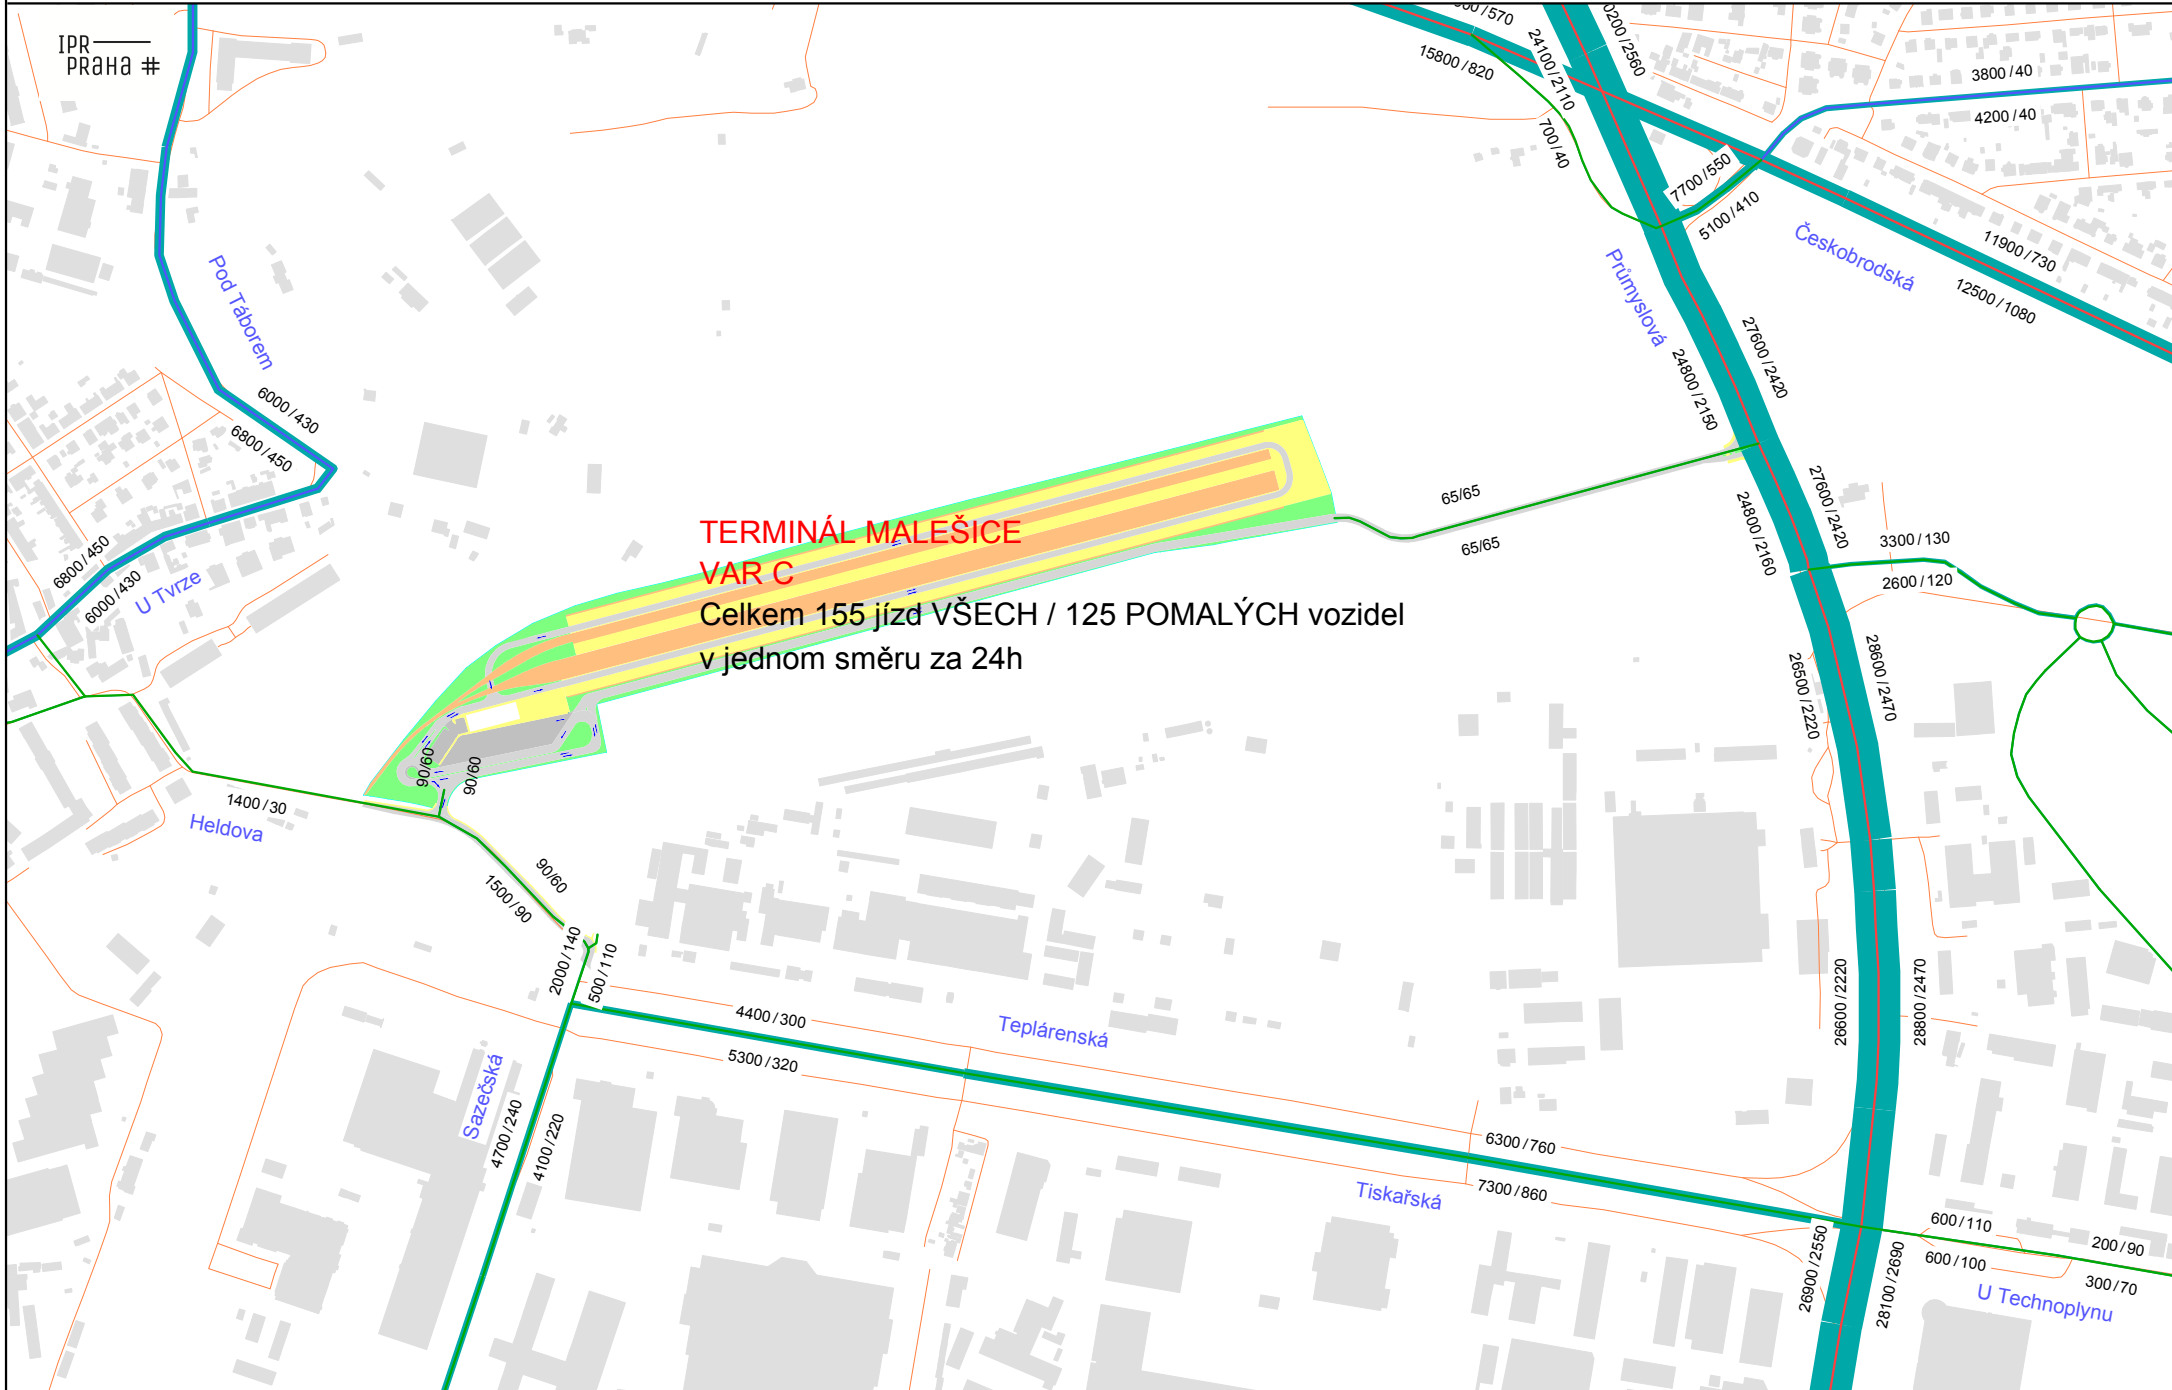 IPR
PRAHA #
15800/820
24100/2110
3800/40
4200/40
700/40
7700/550
5100/410
Českobrodská
11900/730
12500/1080
Průmyslová
Pod Táborem
27600/2420
24800/2150
6000/430
6800/450
65/65
65/65
TERMINÁL MALEŠICE
VAR C
Celkem 155 jízd VŠECH / 125 POMALÝCH vozidel
v jednom směru za 24h
27600/2420
24800/2160
3300/130
2600/120
6800/450
6000/430
U Tvrze
28600/2470
26500/2220
90/60
90/60
1400/30
Heldova
90/60
1500/90
2000/140
500/110
26600/2220
28800/2470
4400/300
5300/320
Teplárenská
Sazečská
4700/240
4100/220
6300/760
7300/860
Tiskařská
26900/2550
28100/2690
600/110
600/100
200/90
300/70
U Technoplynu